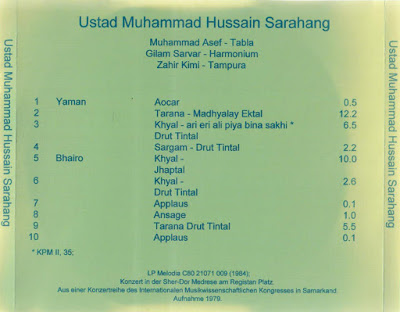 Ustad Muhammad Hussain Sarahang
Muhammad Asef - Tabla
Gilam Sarvar - Harmonium
Zahir Kimi - Tampura
1 Yaman Aocar 0.5
2 Tarana - Madhyalay Ektal 12.2
3 Khyal - ari eri ali piya bina sakhi * 6.5
Drut Tintal
4 Sargam - Drut Tintal 2.2
5 Bhairo Khyal - 10.0
Jhaptal
6 Khyal - 2.6
Drut Tintal
7 Applaus 0.1
8 Ansage 1.0
9 Tarana Drut Tintal 5.5
10 Applaus 0.1
* KPM II, 35;
LP Melodia C80 21071 009 (1984):
Konzert in the Sher-Dor Medrese am Registan Platz
Aus einer Konzertreihe des Internationalen Musikwissenschaftlichen Kongresses in Samarkand.
Aufnahme 1979.
Ustad Muhammad Hussain Sarahang
Ustad Muhammad Hussain Sarahang